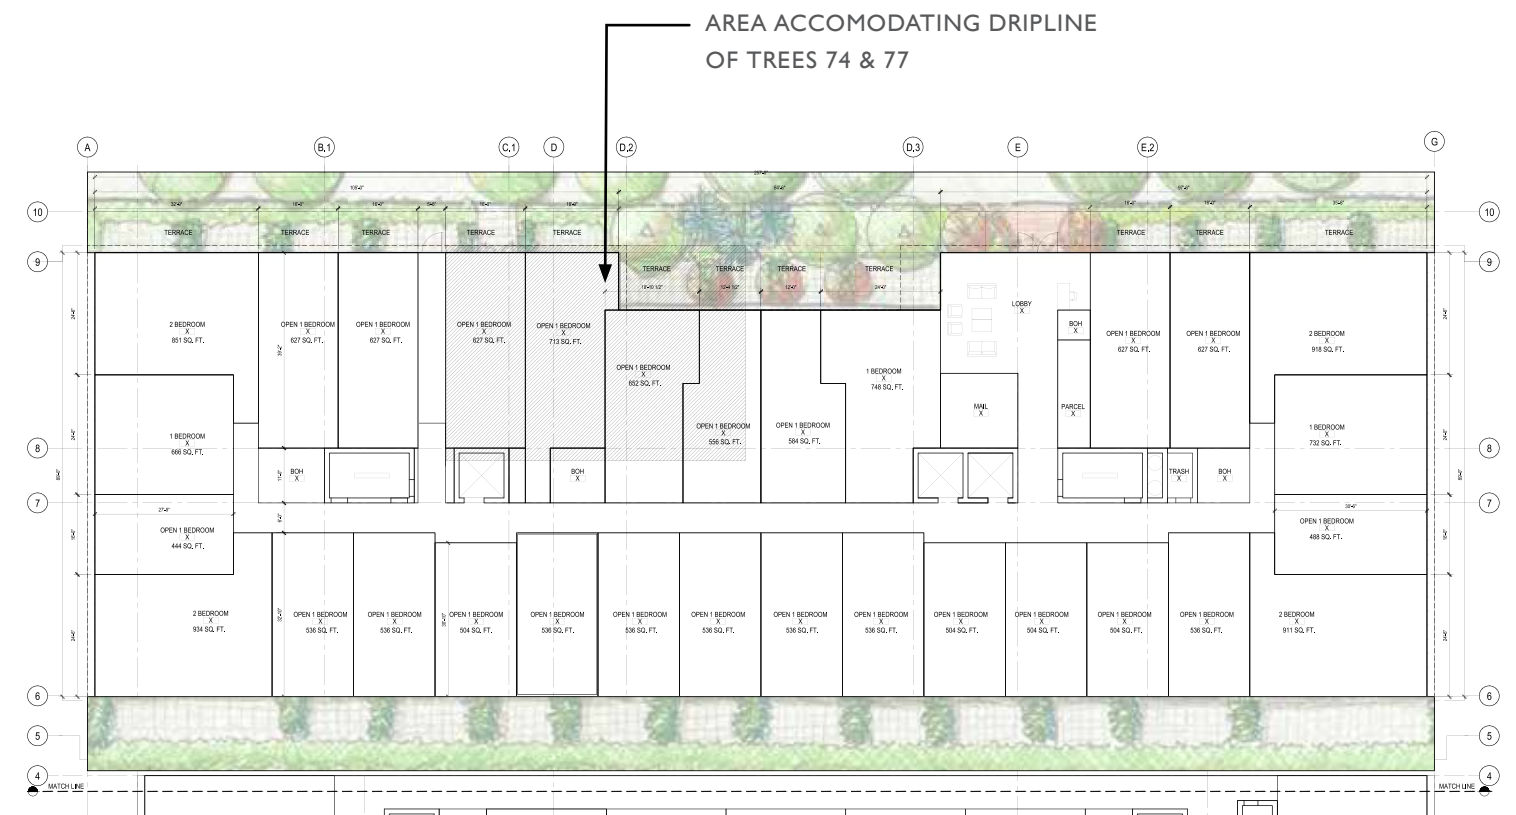 AREA ACCOMODATING DRIPLINE
OF TREES 74 & 77
A
B.1
C.1
D
D.2
D.3
E
E.2
G
10
10
TERRACE
TERRACE
TERRACE
TERRACE
TERRACE
TERRACE
TERRACE
TERRACE
9
9
TERRACE
TERRACE
TERRACE
TERRACE
LOBBY
X
2 BEDROOM
X
851 SQ. FT.
OPEN 1 BEDROOM
X
627 SQ. FT.
OPEN 1 BEDROOM
X
627 SQ. FT.
OPEN 1 BEDROOM
X
627 SQ. FT.
OPEN 1 BEDROOM
X
713 SQ. FT.
BOH
X
OPEN 1 BEDROOM
X
627 SQ. FT.
OPEN 1 BEDROOM
X
627 SQ. FT.
2 BEDROOM
X
918 SQ. FT.
OPEN 1 BEDROOM
X
652 SQ. FT.
1 BEDROOM
X
748 SQ. FT.
MAIL
X
PARCEL
X
1 BEDROOM
X
666 SQ. FT.
OPEN 1 BEDROOM
X
556 SQ. FT.
OPEN 1 BEDROOM
X
584 SQ. FT.
1 BEDROOM
X
732 SQ. FT.
8
8
BOH
X
BOH
X
TRASH
X
BOH
X
7
7
OPEN 1 BEDROOM
X
444 SQ. FT.
OPEN 1 BEDROOM
X
488 SQ. FT.
2 BEDROOM
X
934 SQ. FT.
OPEN 1 BEDROOM
X
536 SQ. FT.
OPEN 1 BEDROOM
X
536 SQ. FT.
OPEN 1 BEDROOM
X
504 SQ. FT.
OPEN 1 BEDROOM
X
536 SQ. FT.
OPEN 1 BEDROOM
X
536 SQ. FT.
OPEN 1 BEDROOM
X
536 SQ. FT.
OPEN 1 BEDROOM
X
536 SQ. FT.
OPEN 1 BEDROOM
X
536 SQ. FT.
OPEN 1 BEDROOM
X
504 SQ. FT.
OPEN 1 BEDROOM
X
504 SQ. FT.
OPEN 1 BEDROOM
X
504 SQ. FT.
OPEN 1 BEDROOM
X
536 SQ. FT.
2 BEDROOM
X
911 SQ. FT.
6
6
5
5
4
4
MATCH LINE
MATCH LINE